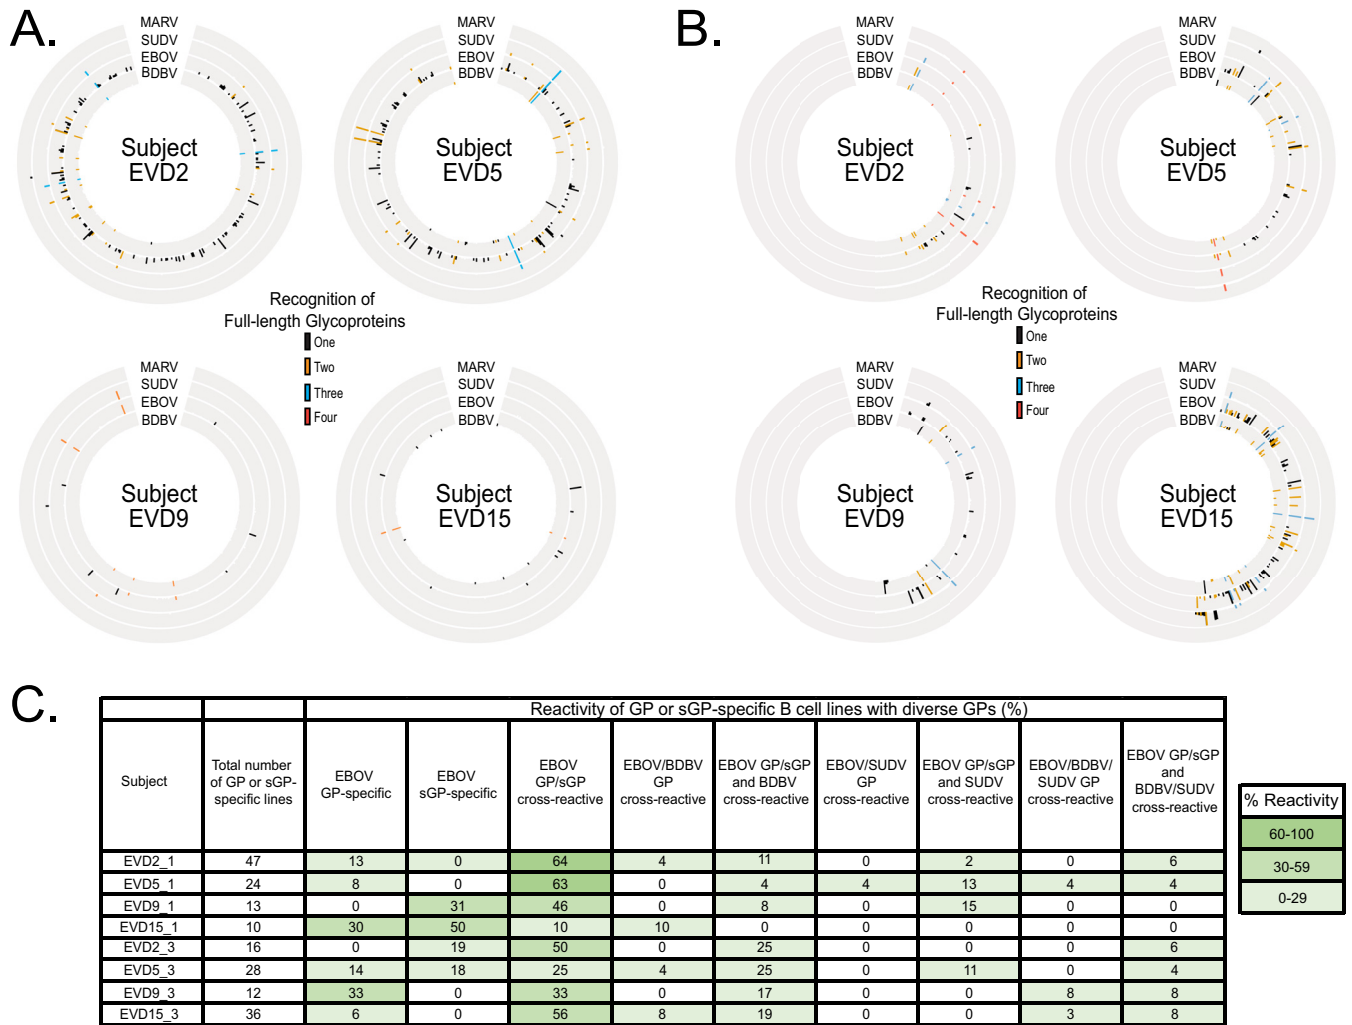 A.
B.
MARV
SUDV
EBOV
BDBV
Subject
EVD2
MARV
SUDV
EBOV
BDBV
Subject
EVD5
MARV
SUDV
EBOV
BDBV
Subject
EVD2
MARV
SUDV
EBOV
BDBV
Subject
EVD5
Recognition of
Full-length Glycoproteins
One
Two
Three
Four
Recognition of
Full-length Glycoproteins
One
Two
Three
Four
MARV
SUDV
EBOV
BDBV
Subject
EVD9
MARV
SUDV
EBOV
BDBV
Subject
EVD15
MARV
SUDV
EBOV
BDBV
Subject
EVD9
MARV
SUDV
EBOV
BDBV
Subject
EVD15
C.
Reactivity of GP or sGP-specific B cell lines with diverse GPs (%)
Subject
Total number
of GP or sGP-
specific lines
EBOV
GP-specific
EBOV
sGP-specific
EBOV
GP/sGP
cross-reactive
EBOV/BDBV
GP
cross-reactive
EBOV GP/sGP
and BDBV
cross-reactive
EBOV/SUDV
GP
cross-reactive
EBOV GP/sGP
and SUDV
cross-reactive
EBOV/BDBV/
SUDV GP
cross-reactive
EBOV GP/sGP
and
BDBV/SUDV
cross-reactive
EVD2_1 47 13 0 64 4 11 0 2 0 6
EVD5_1 24 8 0 63 0 4 4 13 4 4
EVD9_1 13 0 31 46 0 8 0 15 0 0
EVD15_1 10 30 50 10 10 0 0 0 0 0
EVD2_3 16 0 19 50 0 25 0 0 0 6
EVD5_3 28 14 18 25 4 25 0 11 0 4
EVD9_3 12 33 0 33 0 17 0 0 8 8
EVD15_3 36 6 0 56 8 19 0 0 3 8
% Reactivity
60-100
30-59
0-29